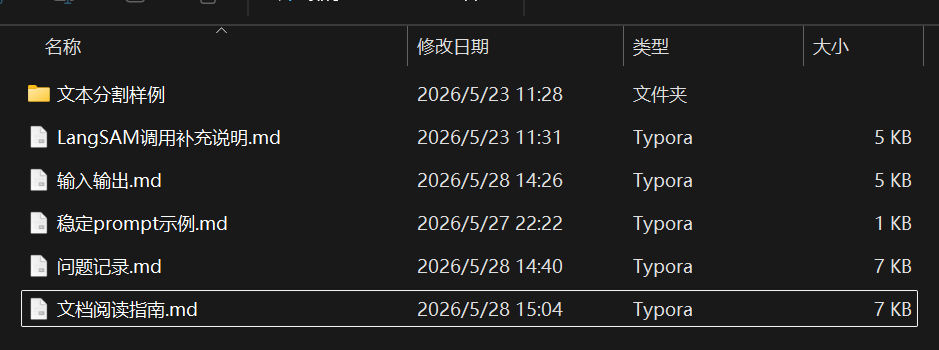 名称 修改日期 类型 大小
文本分割样例 2026/5/23 11:28 文件夹
LangSAM调用补充说明.md 2026/5/23 11:31 Typora 5 KB
输入输出.md 2026/5/28 14:26 Typora 5 KB
稳定prompt示例.md 2026/5/27 22:22 Typora 1 KB
问题记录.md 2026/5/28 14:40 Typora 7 KB
文档阅读指南.md 2026/5/28 15:04 Typora 7 KB